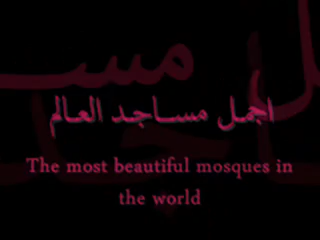 اجمل مساجد العالم
The most beautiful mosques in
the world